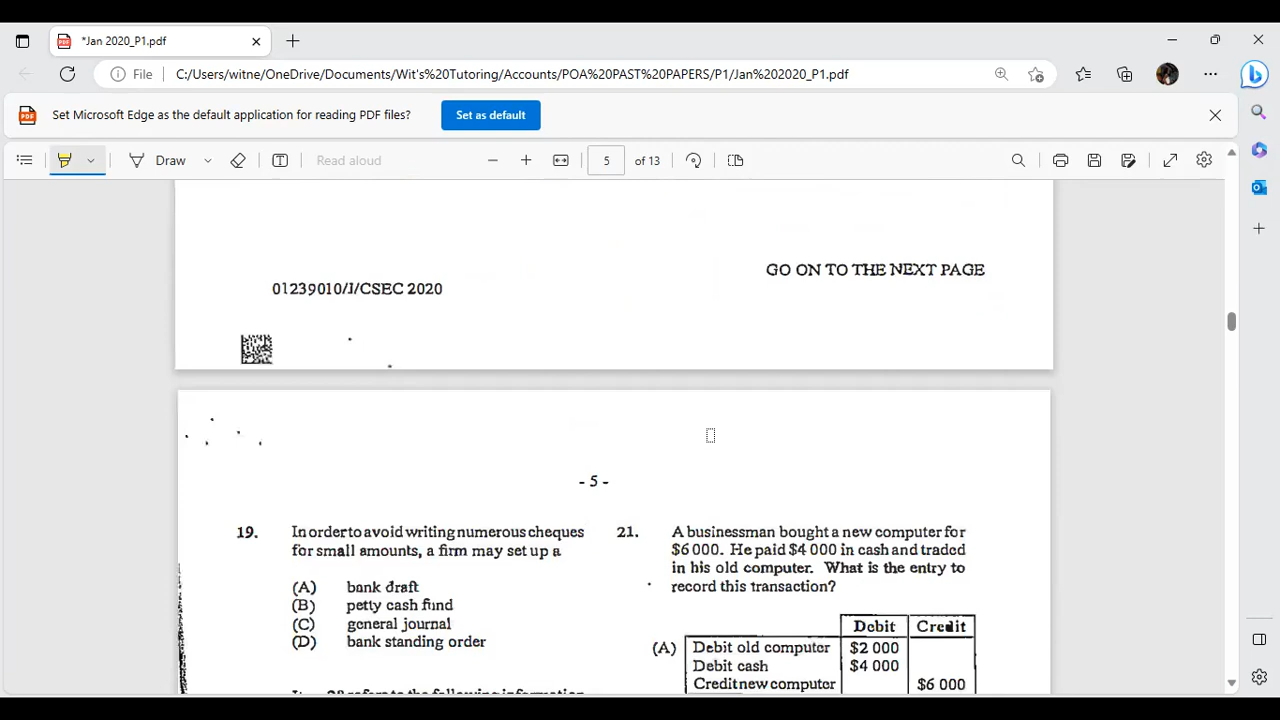 *Jan 2020_P1.pdf
File
C:/Users/witne/OneDrive/Documents/Wit's%20Tutoring/Accounts/POA%20PAST%20PAPERS/P1/Jan%202020_P1.pdf
Set Microsoft Edge as the default application for reading PDF files?
Set as default
Draw
Read aloud
5
of 13
GO ON TO THE NEXT PAGE
01239010/J/CSEC 2020
- 5 -
19.
In order to avoid writing numerous cheques
for small amounts, a firm may set up a
(A) bank draft
(B) petty cash fund
(C) general journal
(D) bank standing order
21.
A businessman bought a new computer for
$6 000. He paid $4 000 in cash and traded
in his old computer. What is the entry to
record this transaction?
Debit Credit
(A) Debit old computer $2 000
Debit cash $4 000
Credit new computer $6 000